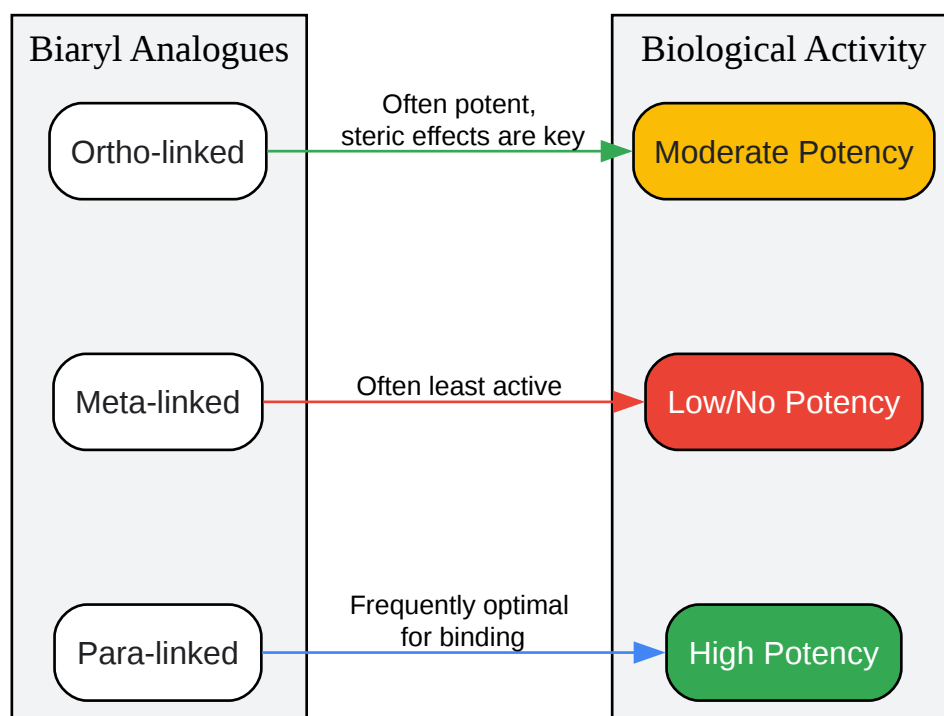 Biaryl Analogues
Biological Activity
Often potent,
steric effects are key
Ortho-linked
Moderate Potency
Often least active
Meta-linked
Low/No Potency
Frequently optimal
for binding
Para-linked
High Potency